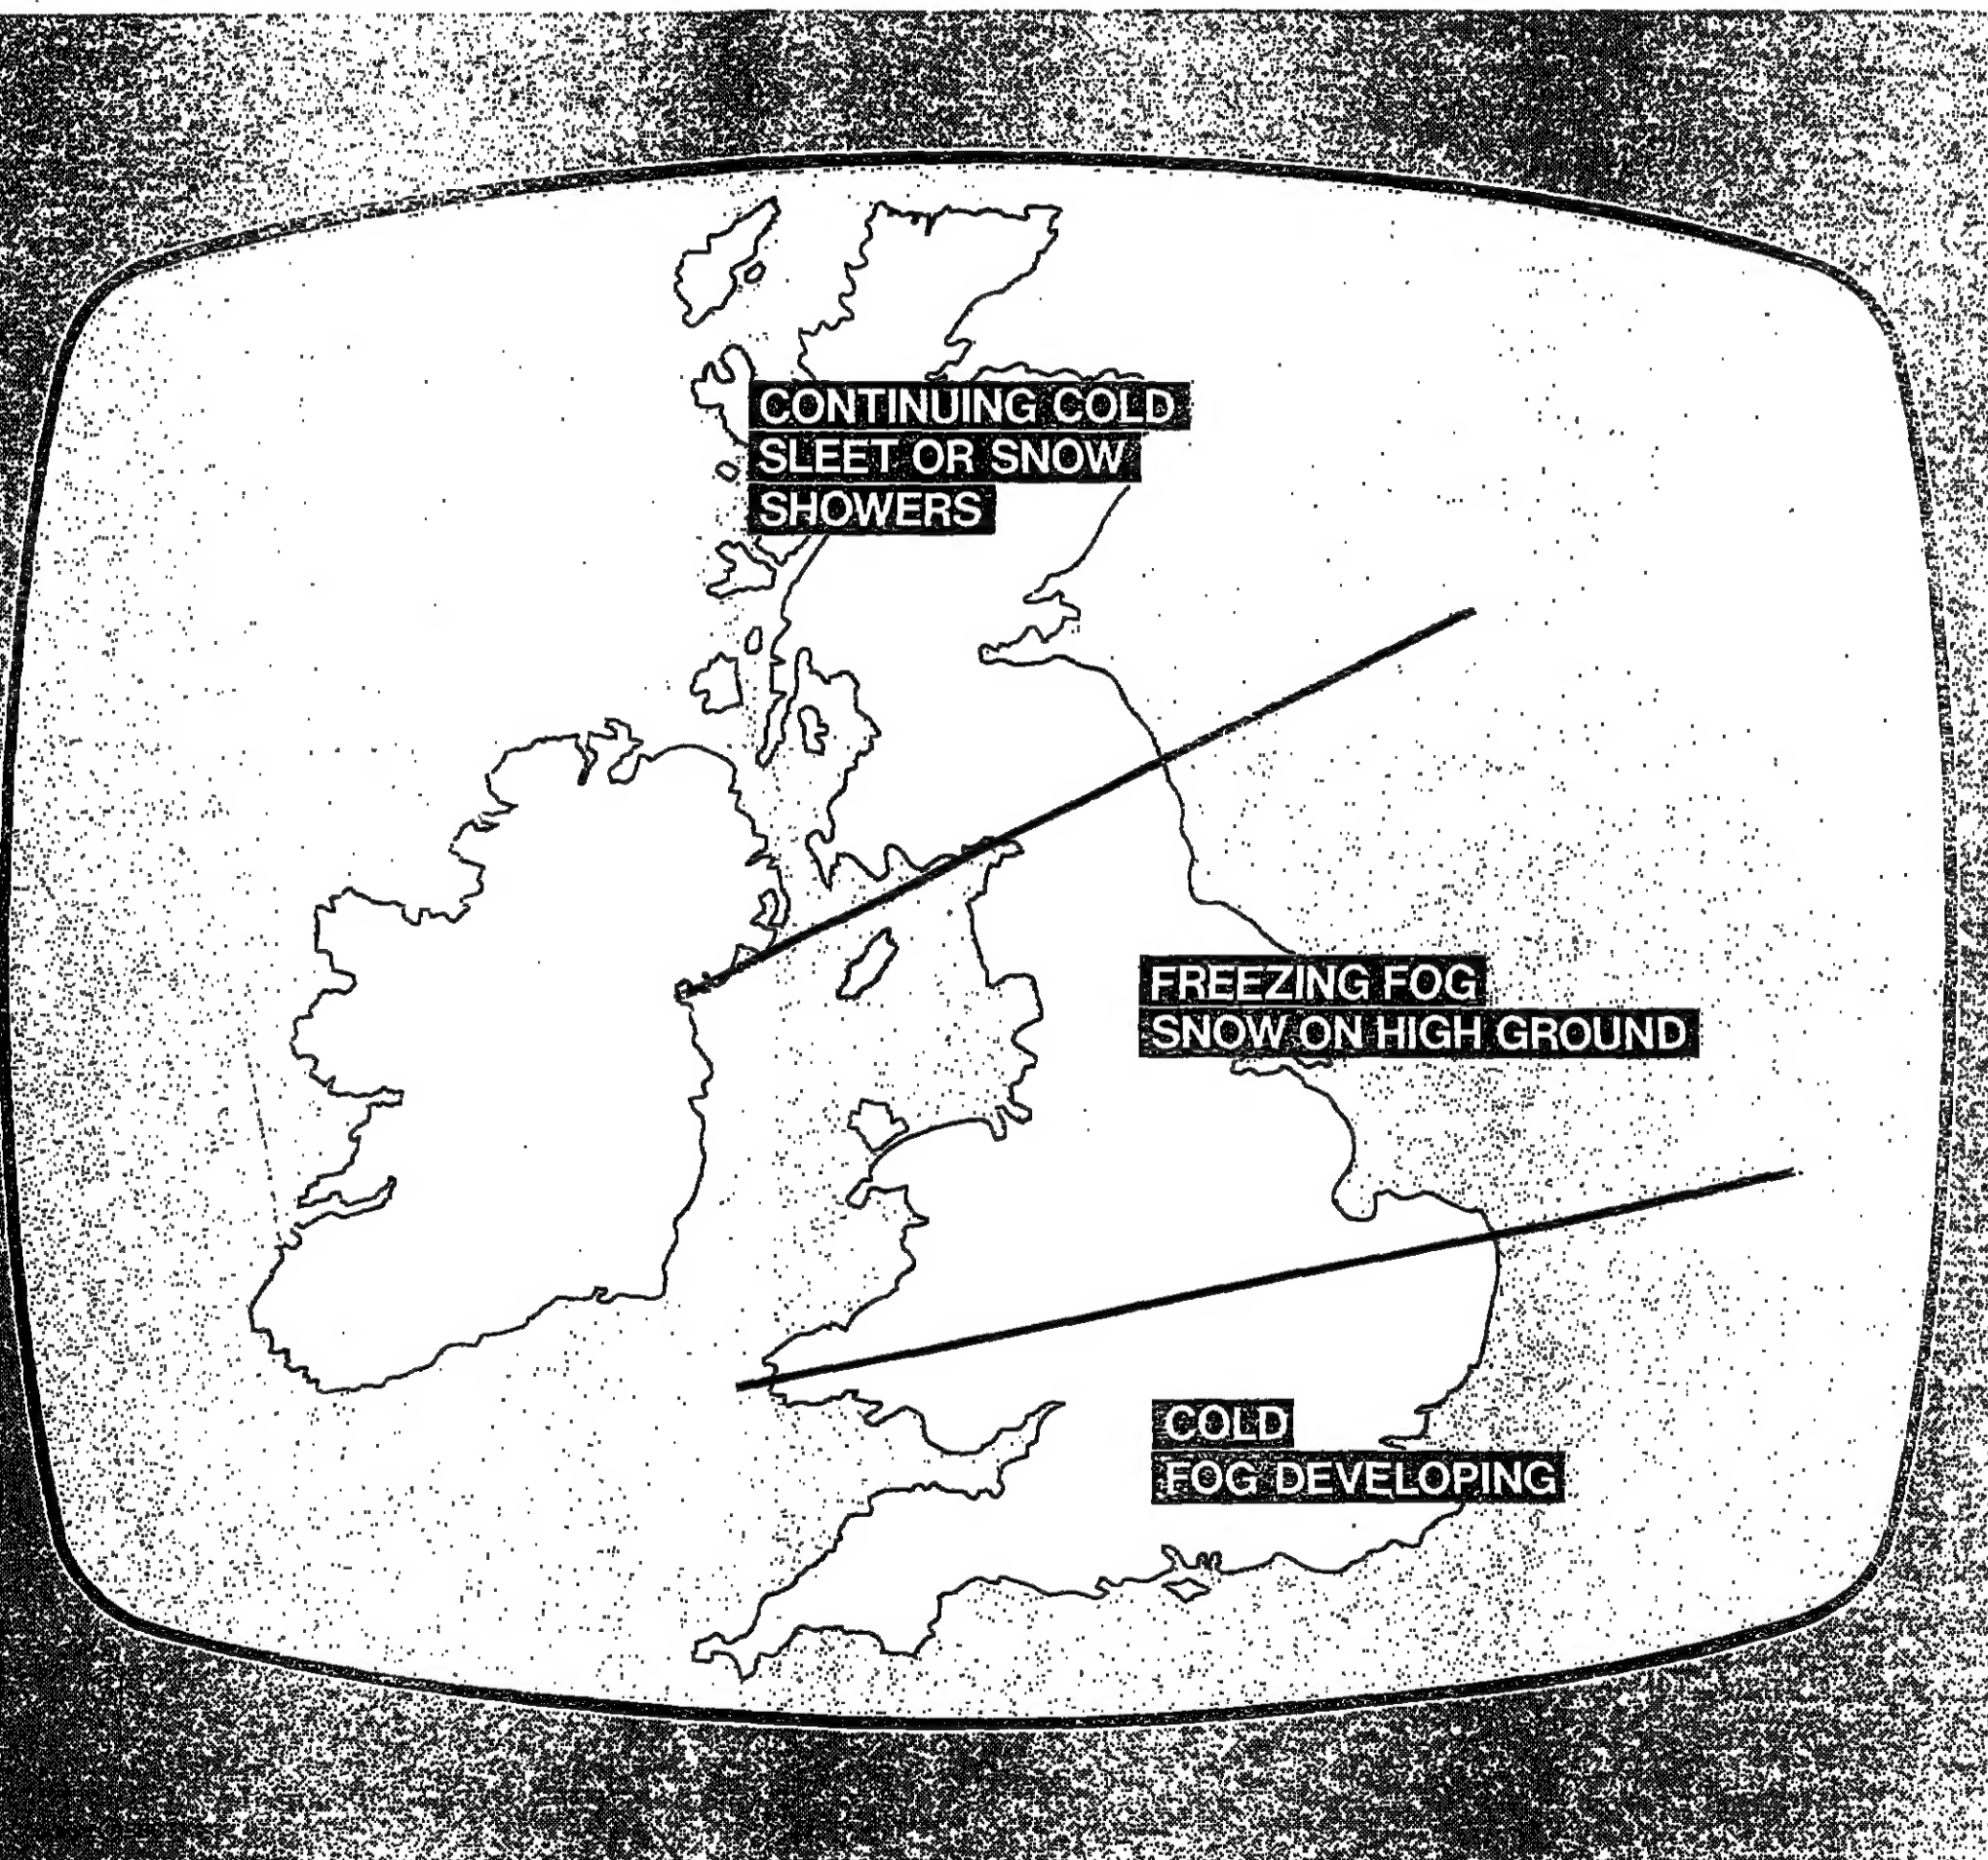 CONTINUING COLD
SLEET OR SNOW
SHOWERS
FREEZING FOG
SNOW ON HIGH GROUND
COLD
FOG DEVELOPING